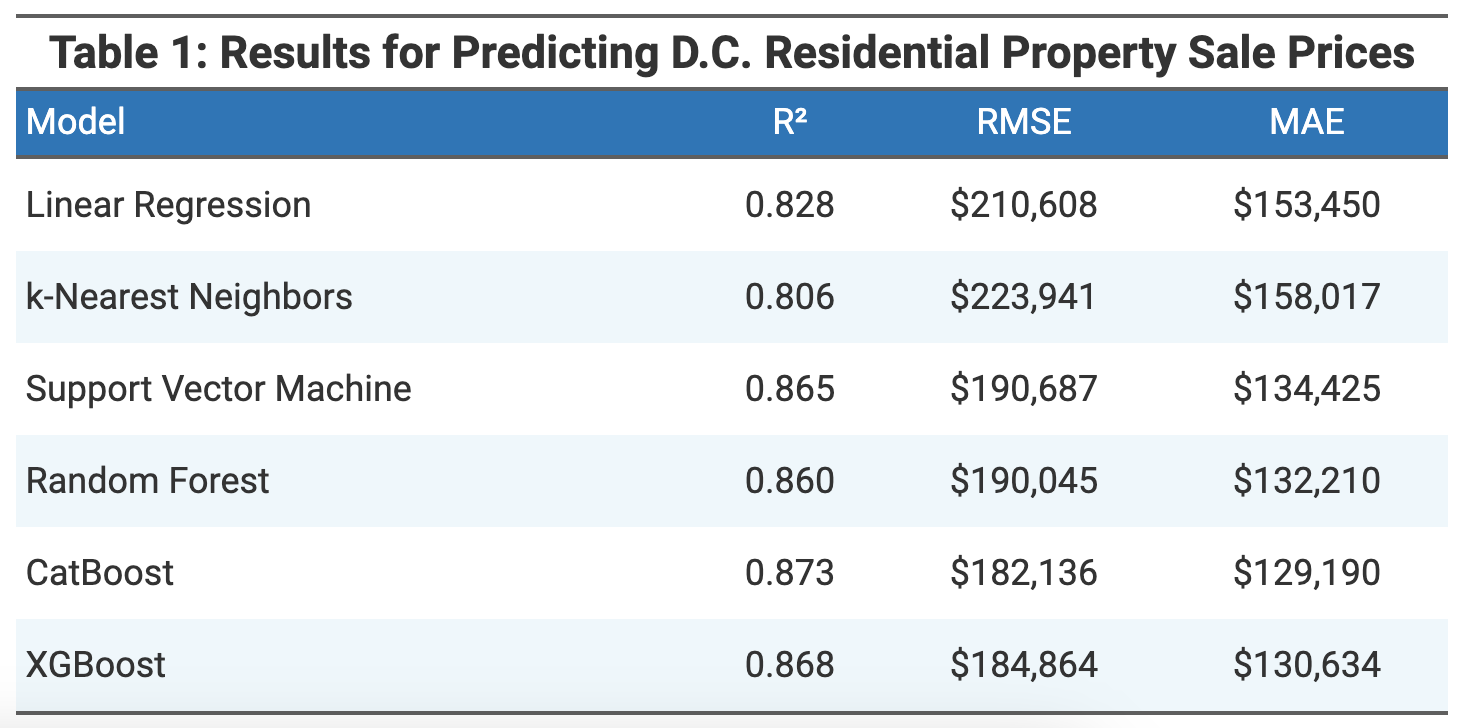 Table 1: Results for Predicting D.C. Residential Property Sale Prices
Model R² RMSE MAE
Linear Regression 0.828 $210,608 $153,450
k-Nearest Neighbors 0.806 $223,941 $158,017
Support Vector Machine 0.865 $190,687 $134,425
Random Forest 0.860 $190,045 $132,210
CatBoost 0.873 $182,136 $129,190
XGBoost 0.868 $184,864 $130,634